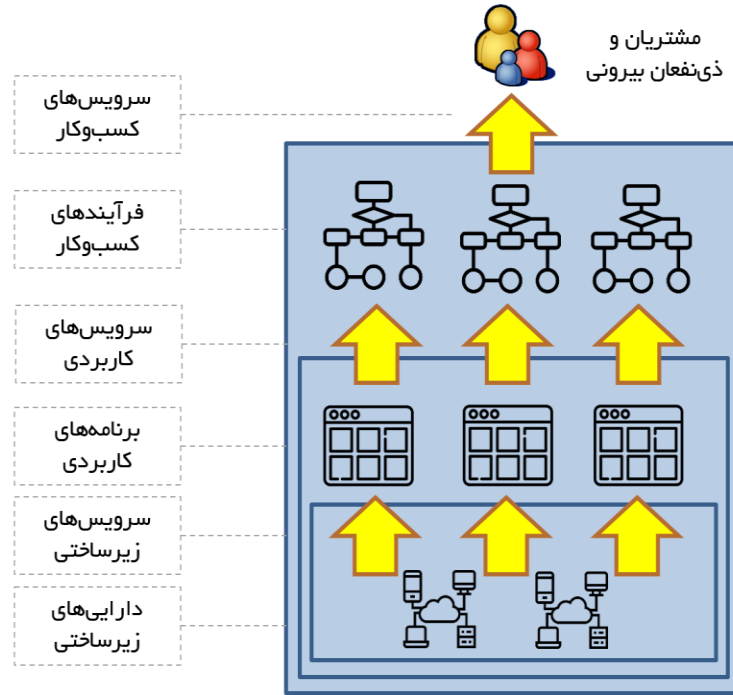 مشتریان و
ذی‌نفعان بیرونی
سرویس‌های
کسب‌وکار
فرآیندهای
کسب‌وکار
سرویس‌های
کاربردی
برنامه‌های
کاربردی
سرویس‌های
زیرساختی
دارایی‌های
زیرساختی